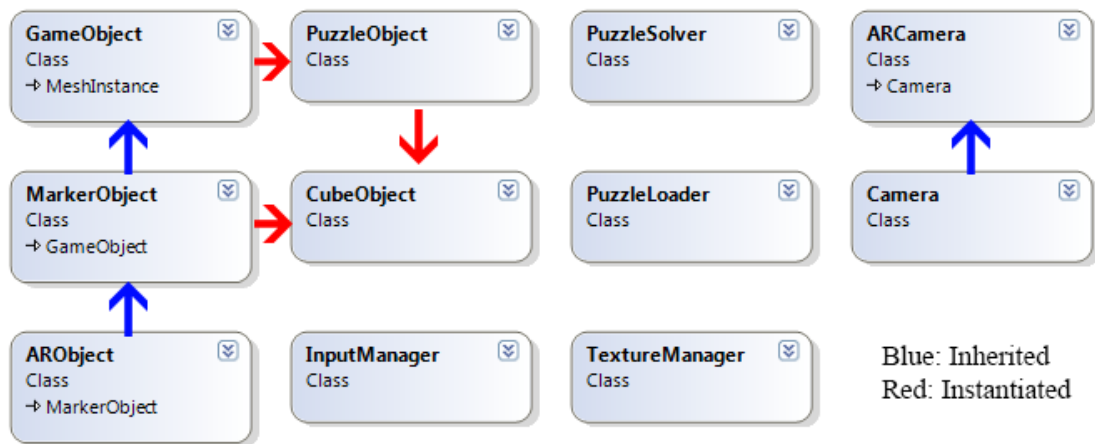 GameObject
Class
MeshInstance
PuzzleObject
Class
PuzzleSolver
Class
ARCamera
Class
Camera
MarkerObject
Class
GameObject
CubeObject
Class
PuzzleLoader
Class
Camera
Class
ARObject
Class
MarkerObject
InputManager
Class
TextureManager
Class
Blue: Inherited
Red: Instantiated